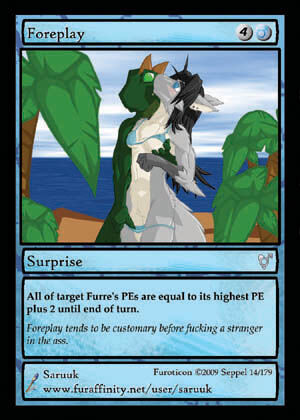 Foreplay 4
Surprise
All of target Furre's PEs are equal to its highest PE
plus 2 until end of turn.
Foreplay tends to be customary before fucking a stranger
in the ass.
Saruuk Furoticon ©2009 Seppel 14/179
www.furaffinity.net/user/saruuk